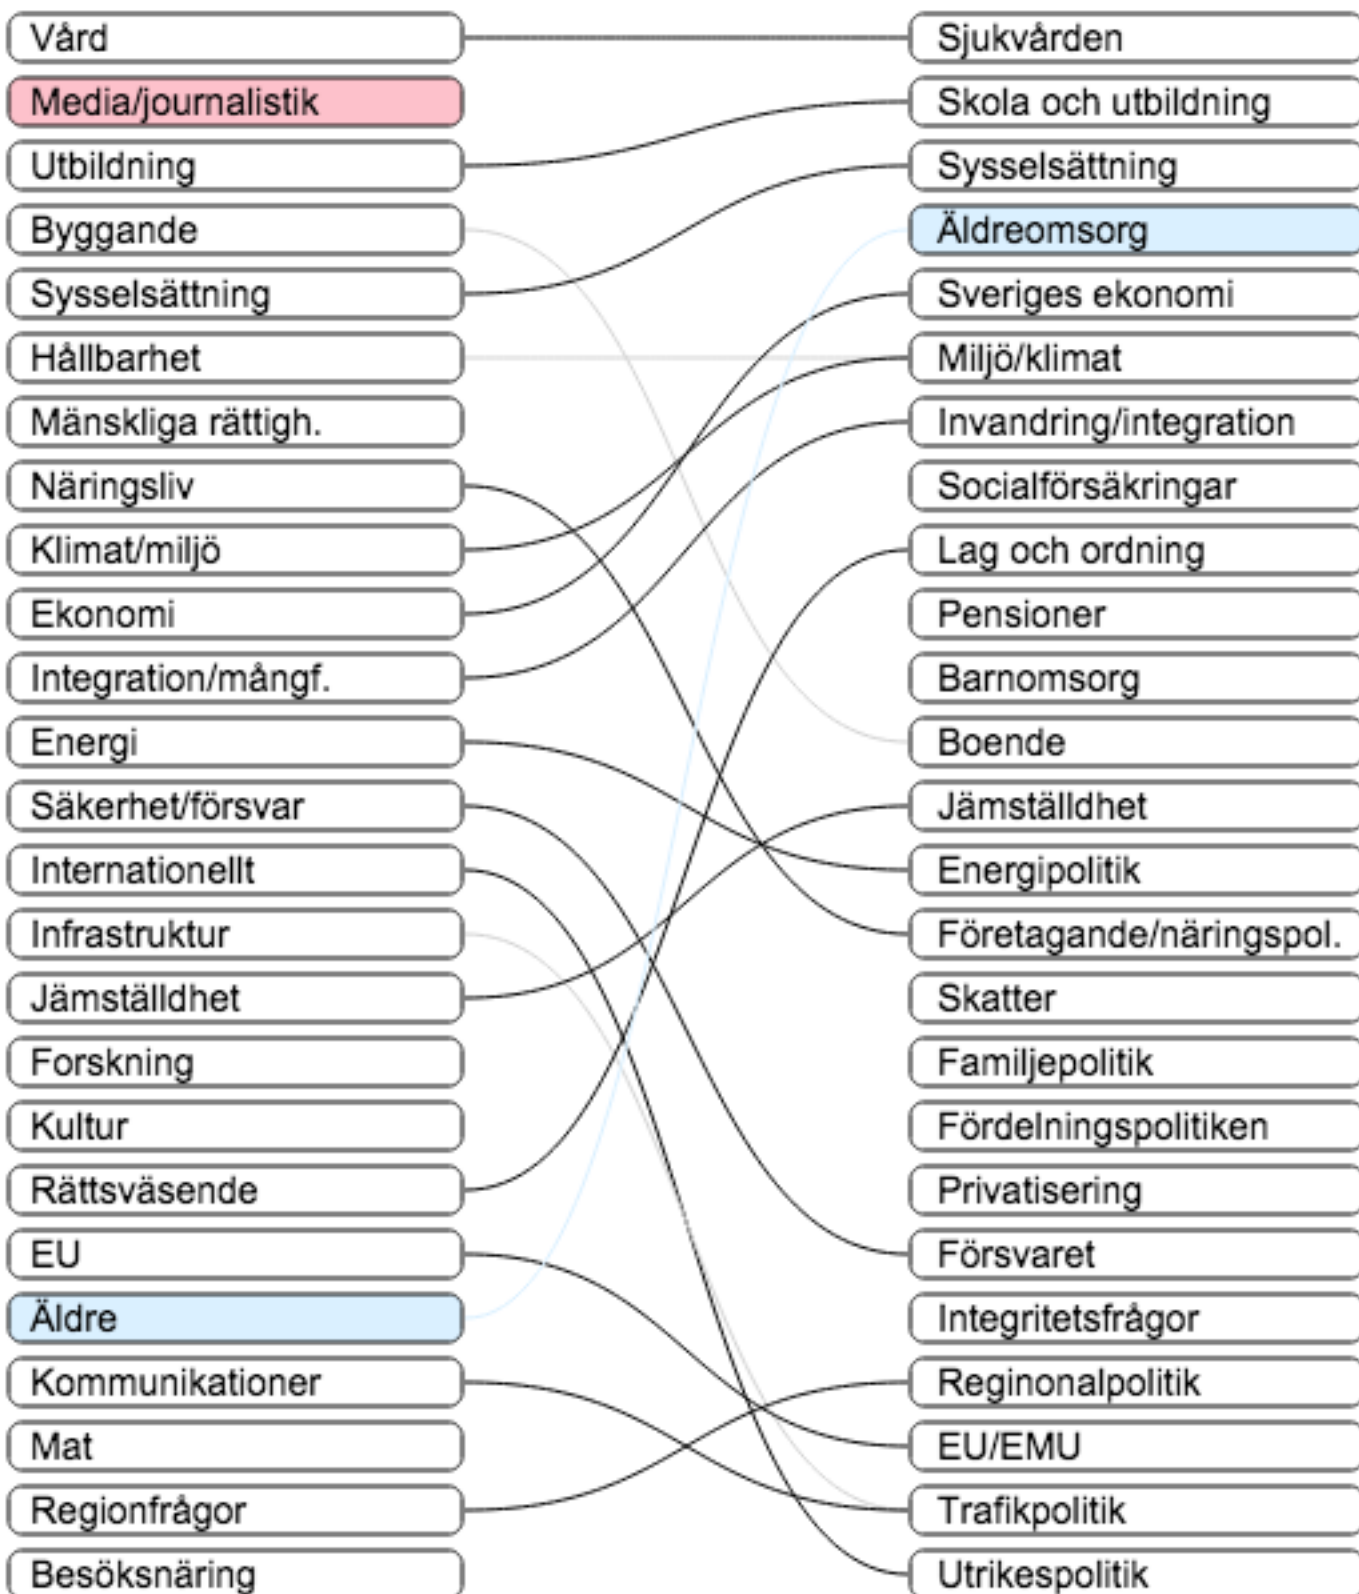 Vård
Sjukvården
Media/journalistik
Skola och utbildning
Utbildning
Sysselsättning
Byggande
Äldreomsorg
Sysselsättning
Sveriges ekonomi
Hållbarhet
Miljö/klimat
Mänskliga rättigh.
Invandring/integration
Näringsliv
Socialförsäkringar
Klimat/miljö
Lag och ordning
Ekonomi
Pensioner
Integration/mångf.
Barnomsorg
Energi
Boende
Säkerhet/försvar
Jämställdhet
Internationellt
Energipolitik
Infrastruktur
Företagande/näringspol.
Jämställdhet
Skatter
Forskning
Familjepolitik
Kultur
Fördelningspolitiken
Rättsväsende
Privatisering
EU
Försvaret
Äldre
Integritetsfrågor
Kommunikationer
Reginonalpolitik
Mat
EU/EMU
Regionfrågor
Trafikpolitik
Besöksnäring
Utrikespolitik